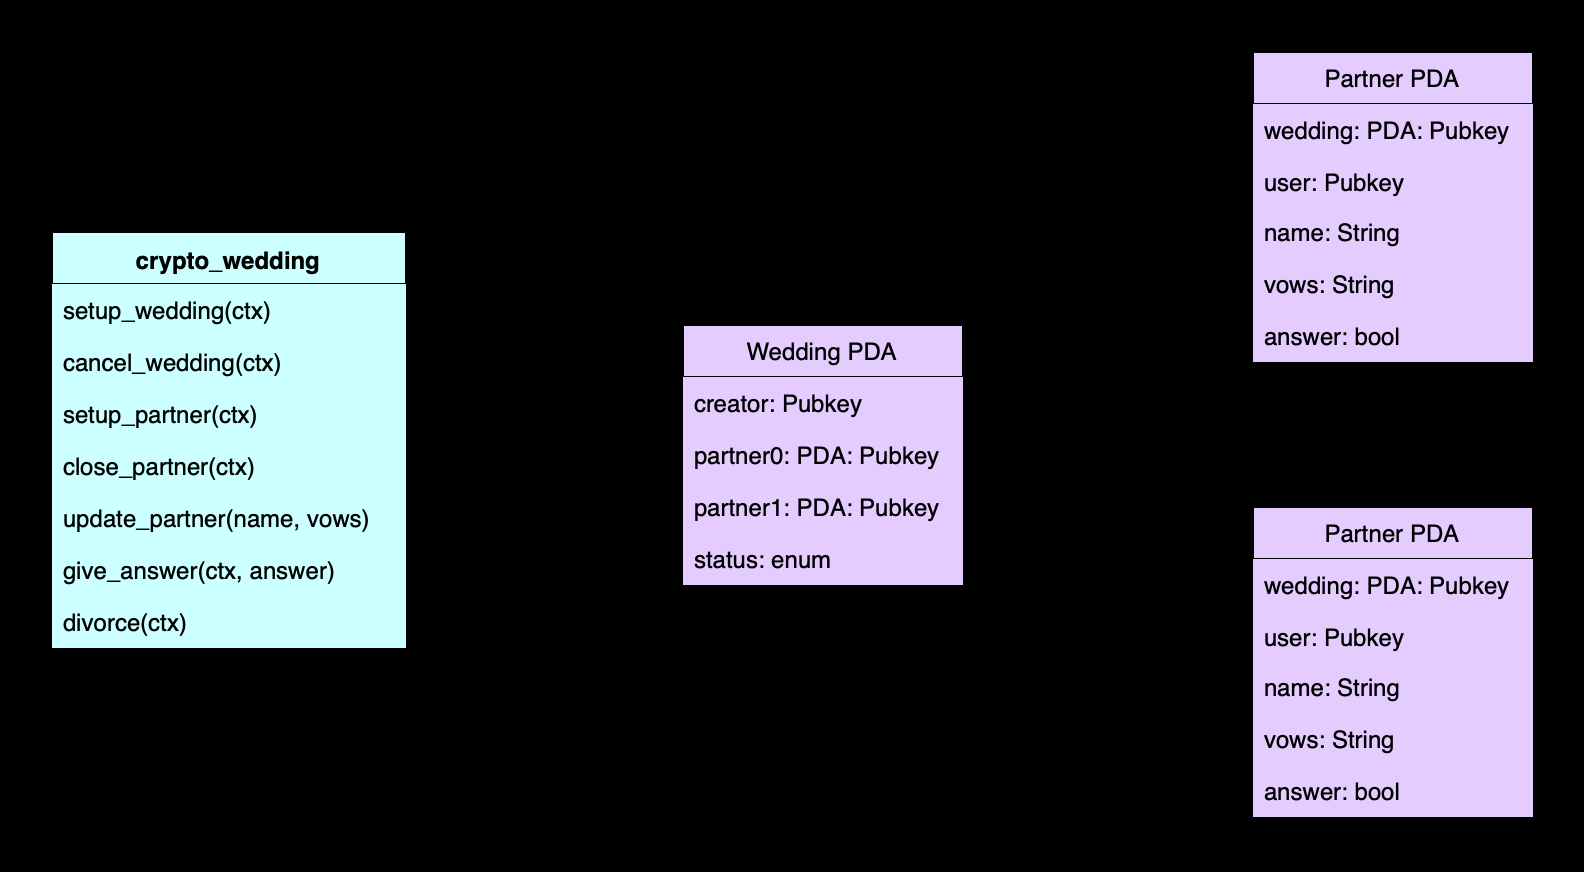 crypto_wedding
setup_wedding(ctx)
cancel_wedding(ctx)
setup_partner(ctx)
close_partner(ctx)
update_partner(name, vows)
give_answer(ctx, answer)
divorce(ctx)
Wedding PDA
creator: Pubkey
partner0: PDA: Pubkey
partner1: PDA: Pubkey
status: enum
Partner PDA
wedding: PDA: Pubkey
user: Pubkey
name: String
vows: String
answer: bool
Partner PDA
wedding: PDA: Pubkey
user: Pubkey
name: String
vows: String
answer: bool